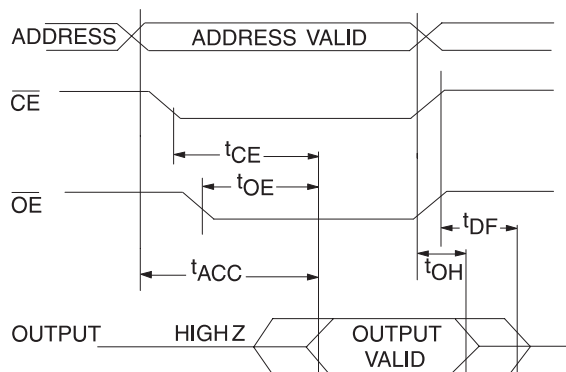 ADDRESS
ADDRESS VALID
CE
tCE
tOE
OE
tDF
tACC
tOH
OUTPUT
HIGH Z
OUTPUT
VALID